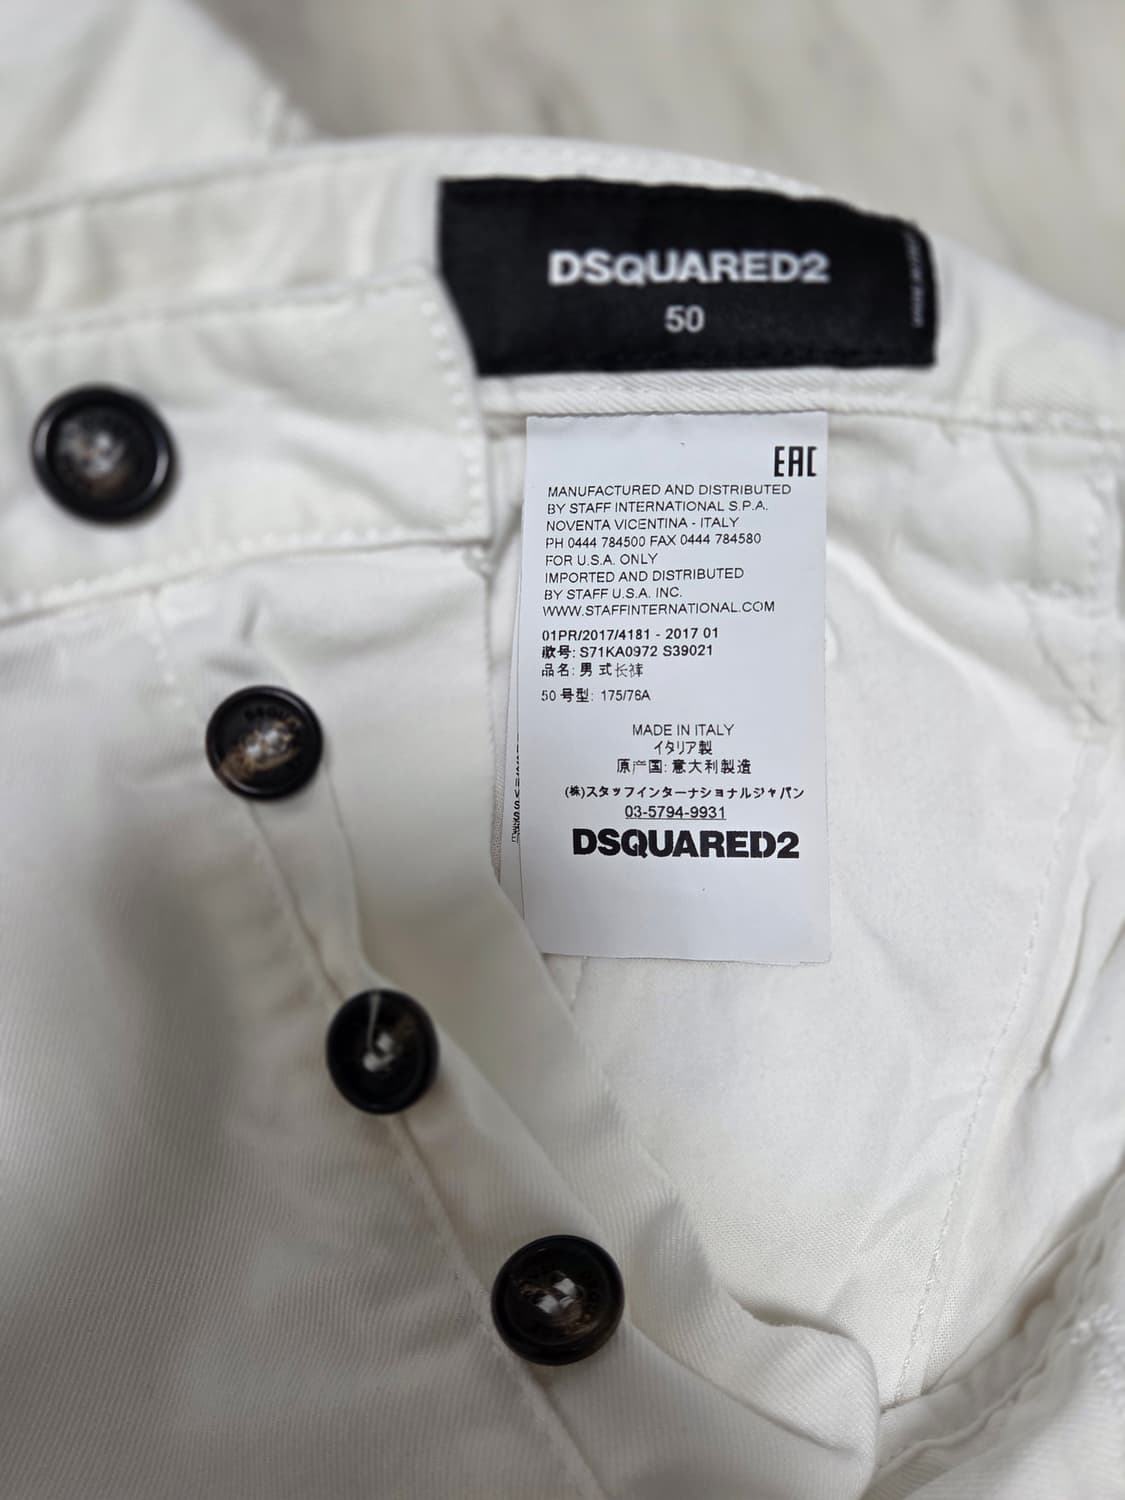 DSQUARED2
50
EAC
MANUFACTURED AND DISTRIBUTED
BY STAFF INTERNATIONAL S.P.A.
NOVENTA VICENTINA - ITALY
PH 0444 784500 FAX 0444 784580
FOR U.S.A. ONLY
IMPORTED AND DISTRIBUTED
BY STAFF U.S.A. INC.
WWW.STAFFINTERNATIONAL.COM
01PR/2017/4181 - 2017 01
款号: S71KA0972 S39021
品名: 男式长裤
50 号型: 175/76A
MADE IN ITALY
イタリア製
原产国: 意大利製造
(株)スタッフインターナショナルジャパン
03-5794-9931
DSQUARED2